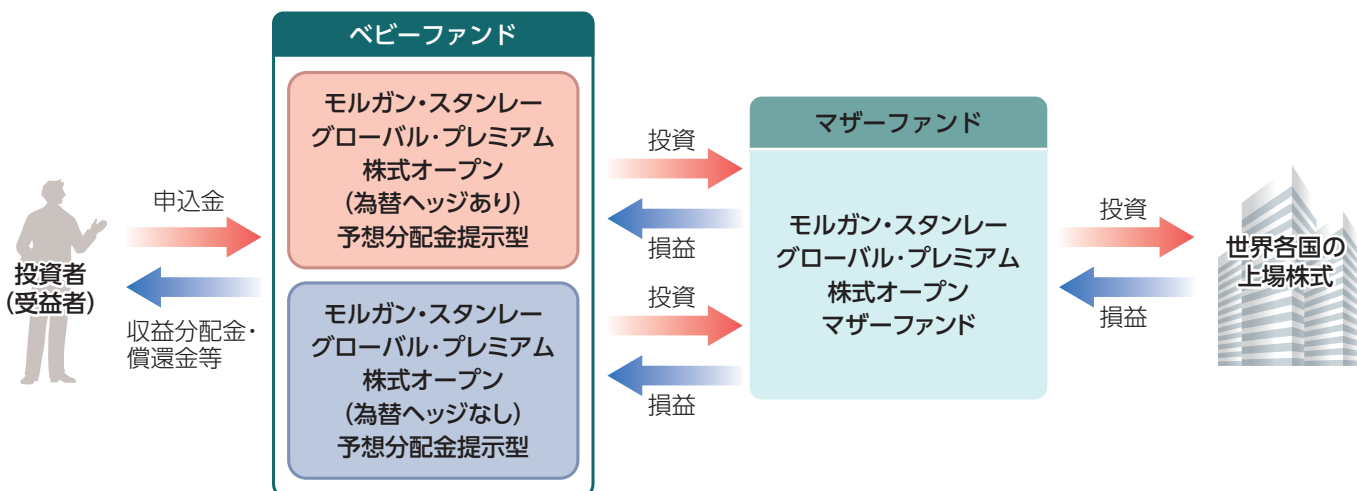 投資者
(受益者)
申込金
収益分配金・
償還金等
ベビーファンド
モルガン・スタンレー
グローバル・プレミアム
株式オープン
(為替ヘッジあり)
予想分配金提示型
モルガン・スタンレー
グローバル・プレミアム
株式オープン
(為替ヘッジなし)
予想分配金提示型
投資
損益
投資
損益
マザーファンド
モルガン・スタンレー
グローバル・プレミアム
株式オープン
マザーファンド
投資
損益
世界各国の
上場株式